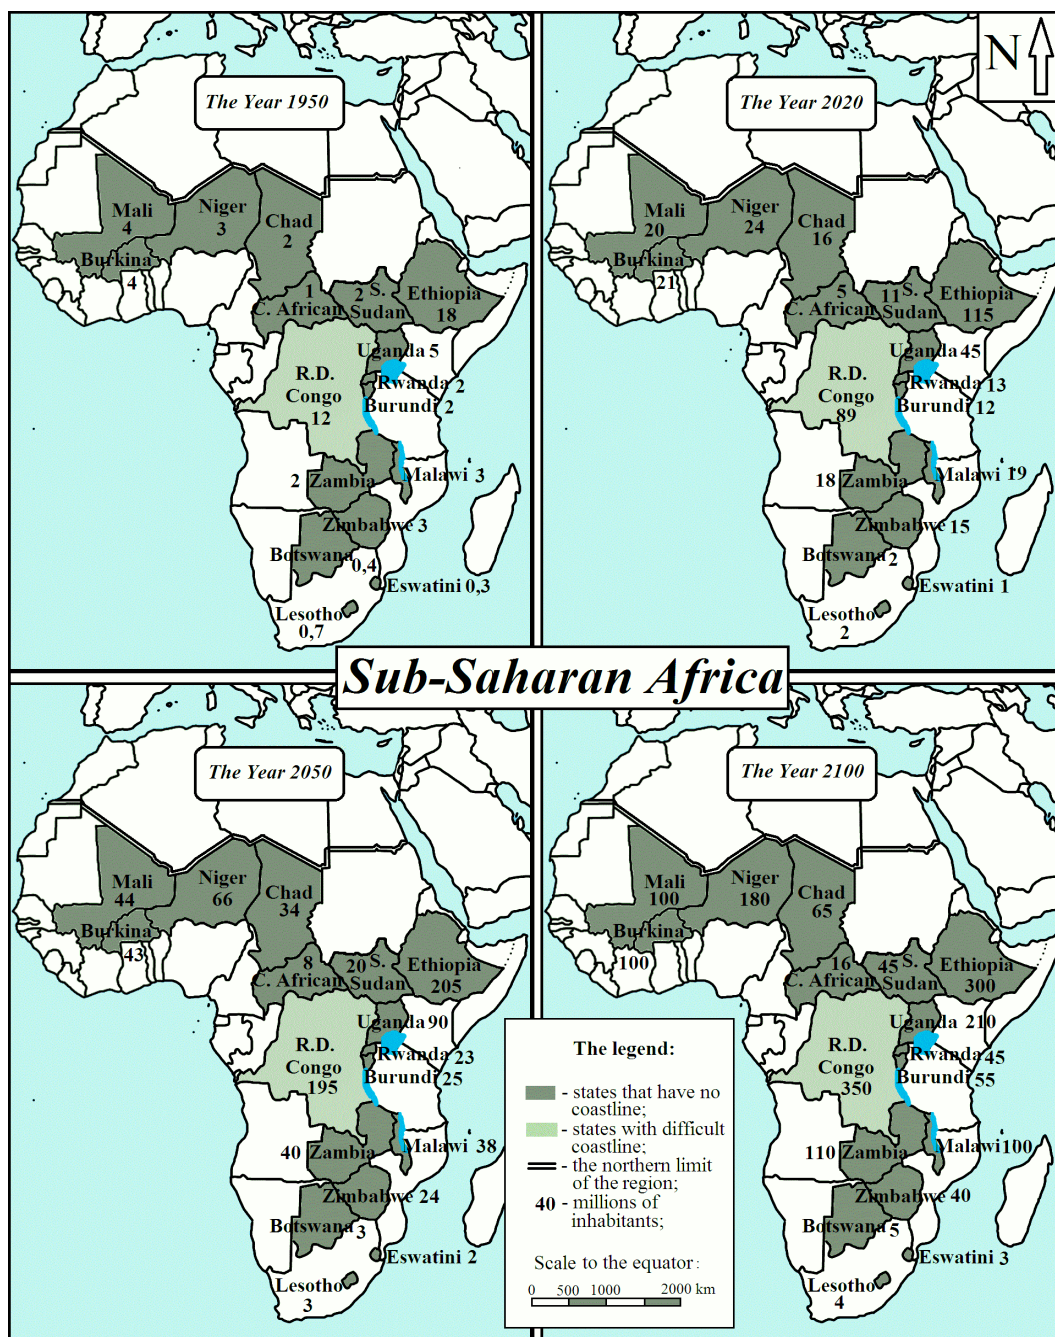 The Year 1950
Mali
4
Niger
3
Chad
2
Burkina
4
1
C. African
2 S.
Sudan
Ethiopia
18
Uganda 5
R.D.
Congo
12
Rwanda 2
Burundi 2
2 Zambia
Malawi 3
Zimbabwe 3
Botswana
0,4
Eswatini 0,3
Lesotho
0,7
The Year 2020
N
Mali
20
Niger
24
Chad
16
Burkina
21
5
C. African
11 S.
Sudan
Ethiopia
115
Uganda 45
R.D.
Congo
89
Rwanda 13
Burundi 12
18 Zambia
Malawi 19
Zimbabwe 15
Botswana
2
Eswatini 1
Lesotho
2
Sub-Saharan Africa
The Year 2050
Mali
44
Niger
66
Chad
34
Burkina
43
8
C. African
20 S.
Sudan
Ethiopia
205
Uganda 90
R.D.
Congo
195
Rwanda 23
Burundi 25
40 Zambia
Malawi 38
Zimbabwe 24
Botswana 3
Eswatini 2
Lesotho
3
The Year 2100
Mali
100
Niger
180
Chad
65
Burkina
100
16
C. African
45 S.
Sudan
Ethiopia
300
Uganda 210
R.D.
Congo
350
Rwanda 45
Burundi 55
110 Zambia
Malawi 100
Zimbabwe 40
Botswana
5
Eswatini 3
Lesotho
4
The legend:
- states that have no
coastline;
- states with difficult
coastline;
- the northern limit
of the region;
40 - millions of
inhabitants;
Scale to the equator:
0 500 1000 2000 km